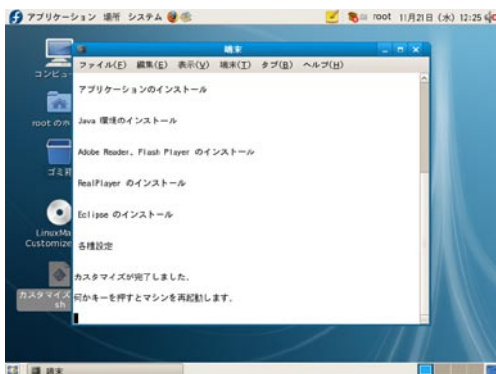 アプリケーション 場所 システム root 11月21日 (水) 12:25
端末
ファイル(F) 編集(E) 表示(V) 端末(T) タブ(B) ヘルプ(H)
アプリケーションのインストール
Java 環境のインストール
Adobe Reader、Flash Player のインストール
RealPlayer のインストール
Eclipse のインストール
各種設定
カスタマイズが完了しました。
何かキーを押すとマシンを再起動します。
コンピュー
root のホ
ゴミ箱
LinuxMa
Customize
カスタマイズ
sh
端末